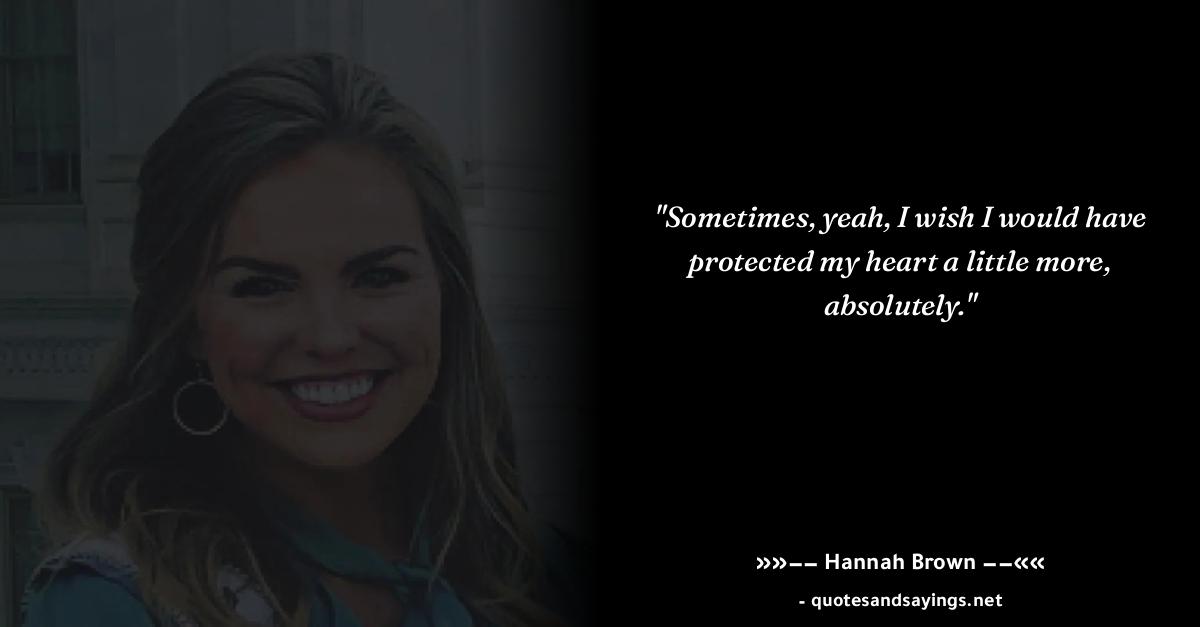 "Sometimes, yeah, I wish I would have
protected my heart a little more,
absolutely."
»»−− Hannah Brown −−««
- quotesandsayings.net